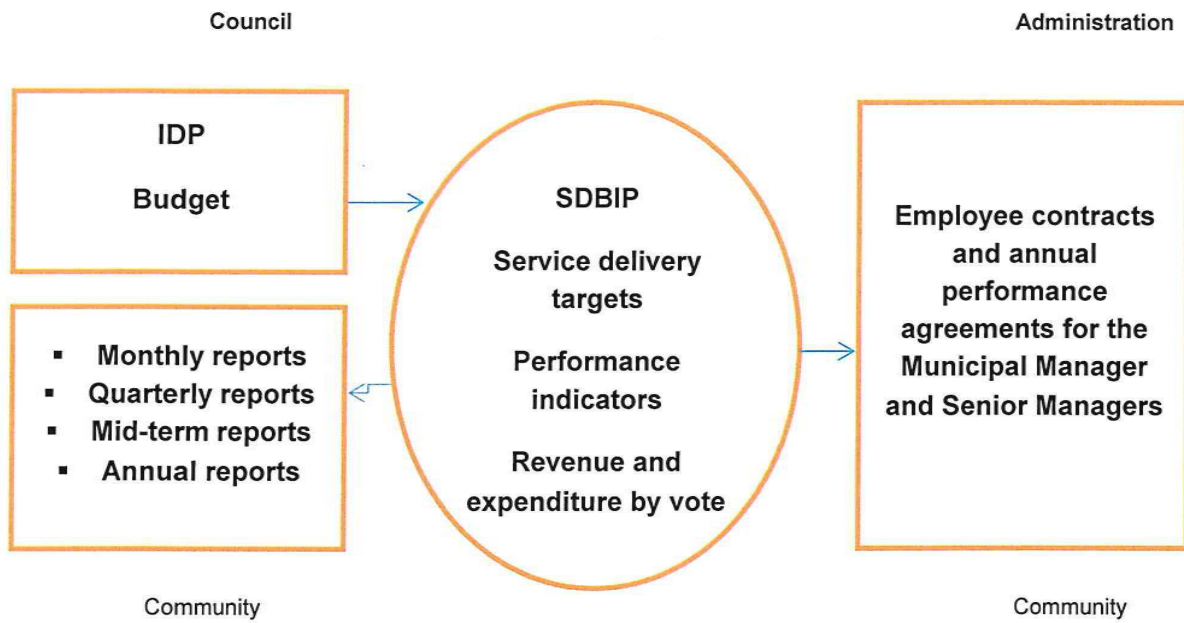 Council
Administration
IDP
Budget
▪ Monthly reports
▪ Quarterly reports
▪ Mid-term reports
▪ Annual reports
SDBIP
Service delivery
targets
Performance
indicators
Revenue and
expenditure by vote
Employee contracts
and annual
performance
agreements for the
Municipal Manager
and Senior Managers
Community
Community